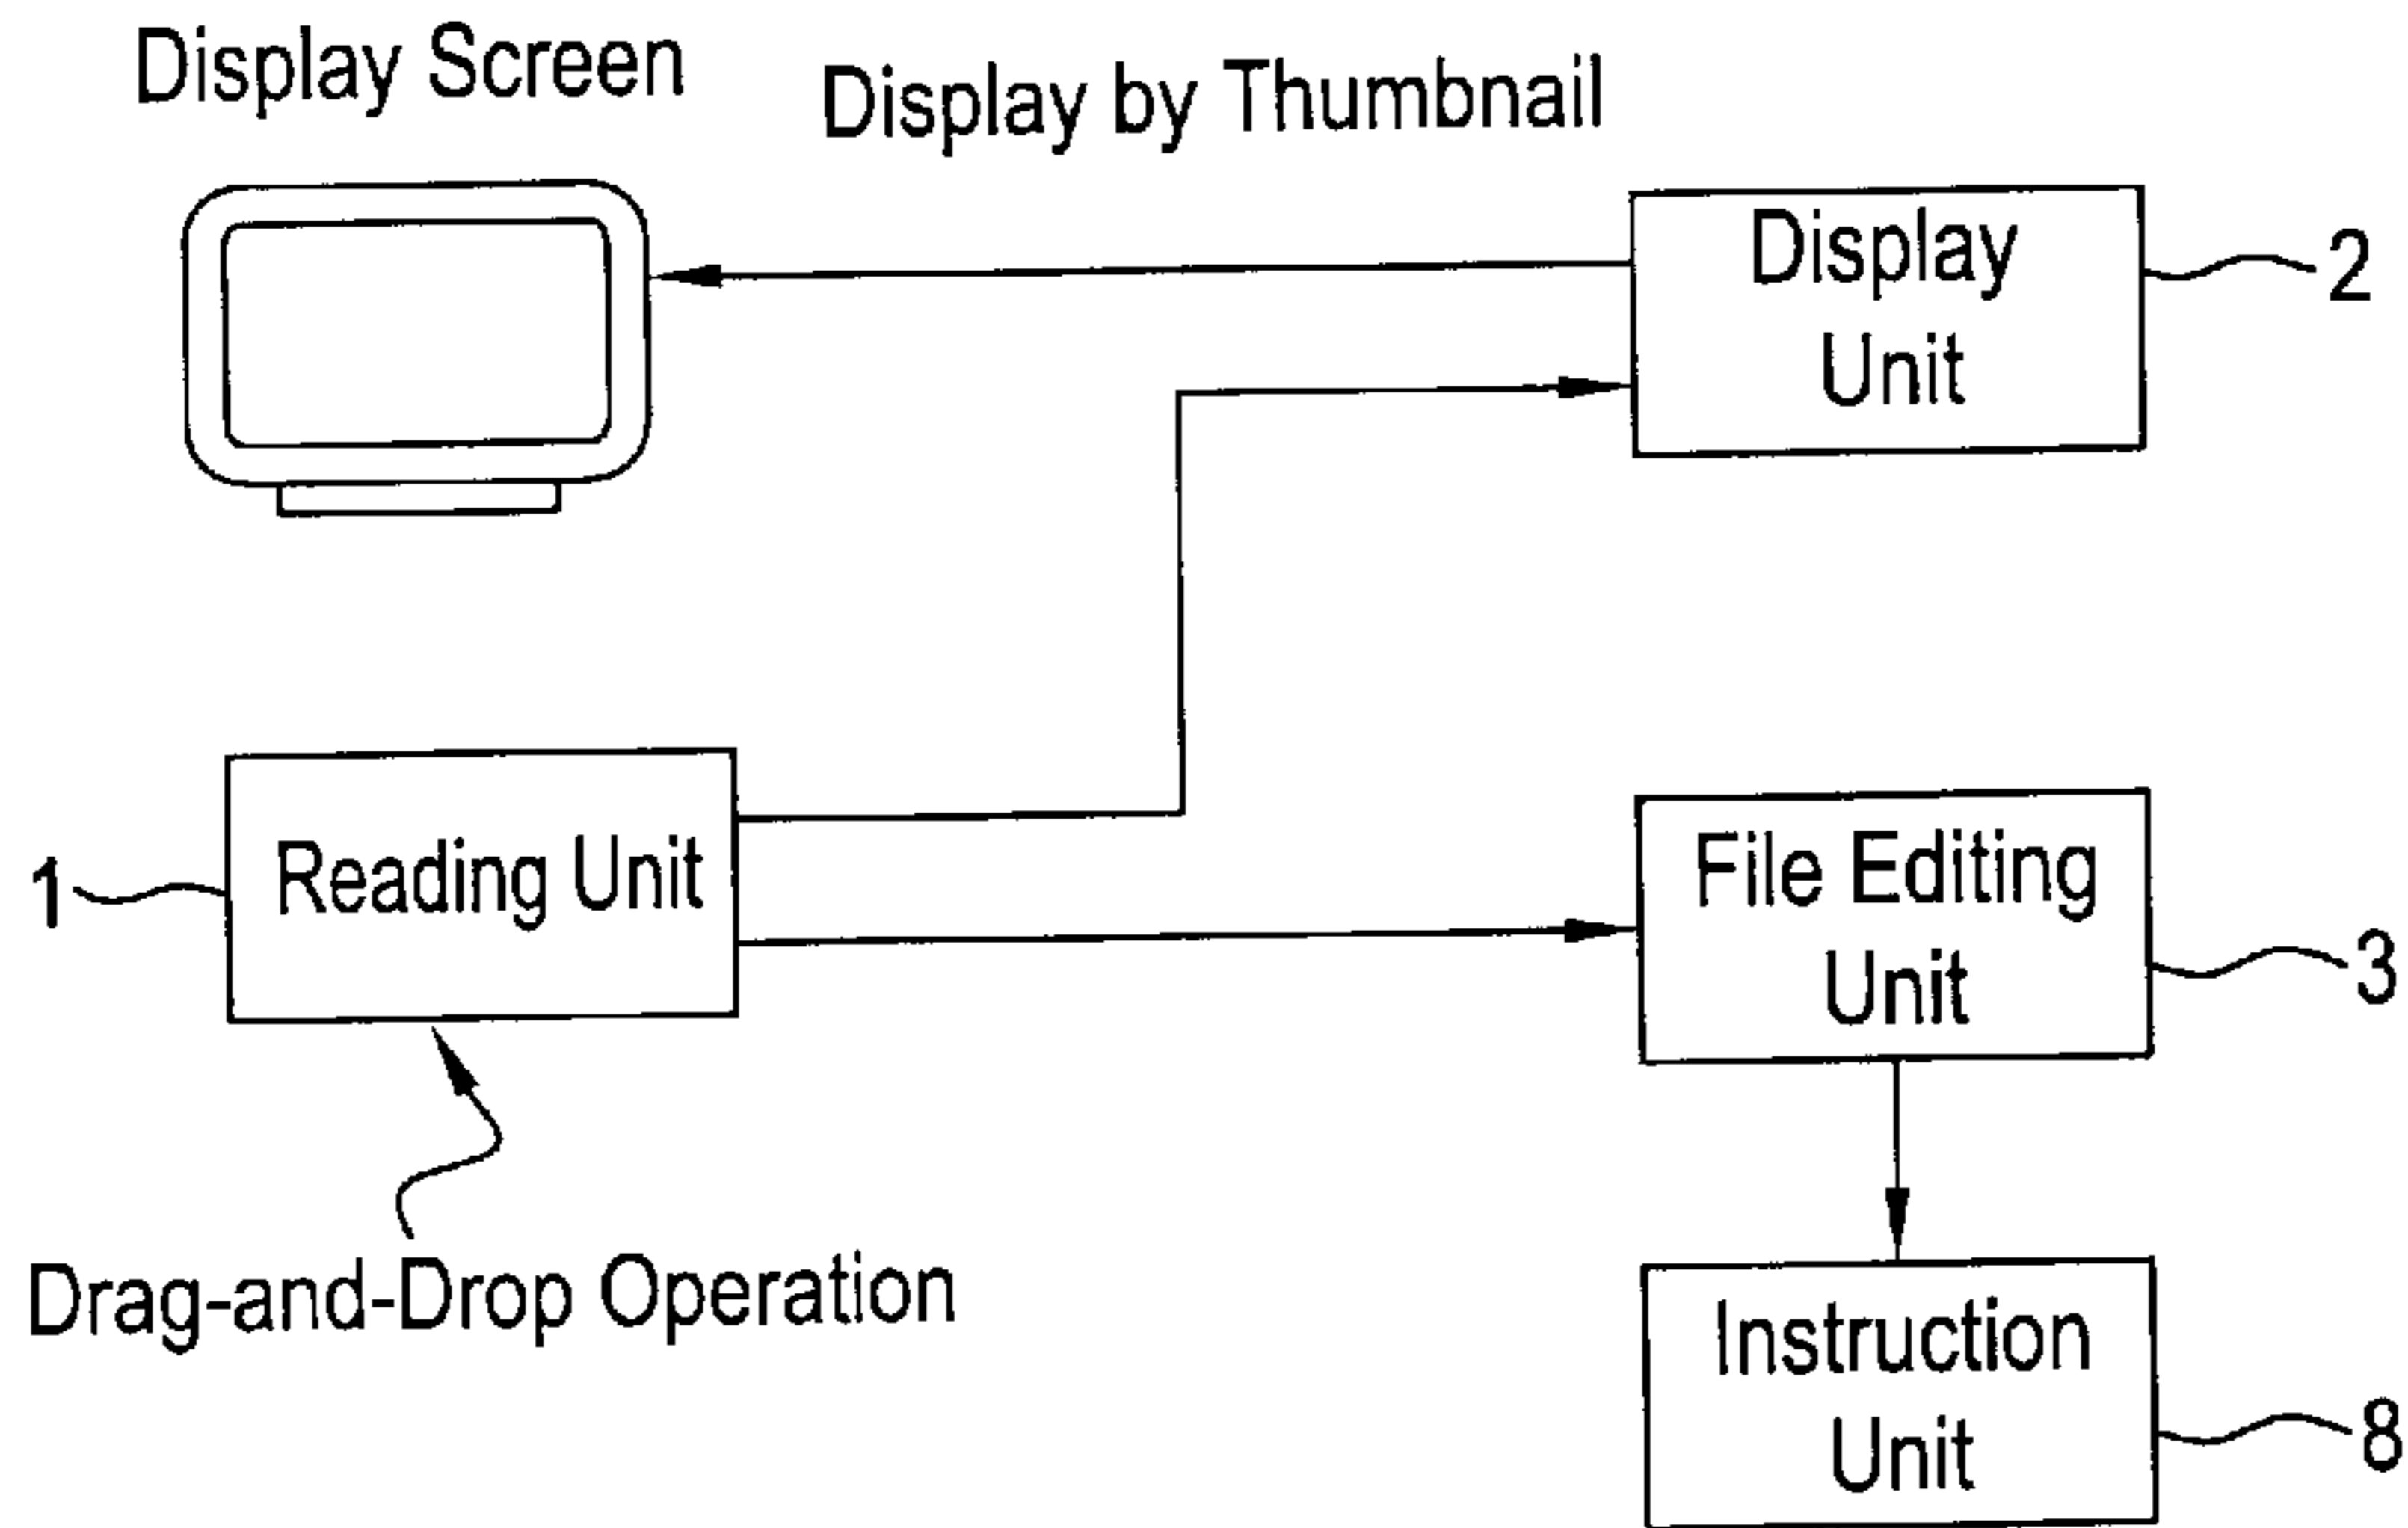 Display Screen
Display by Thumbnail
Display
Unit
2
1
Reading Unit
File Editing
Unit
3
Drag-and-Drop Operation
Instruction
Unit
8